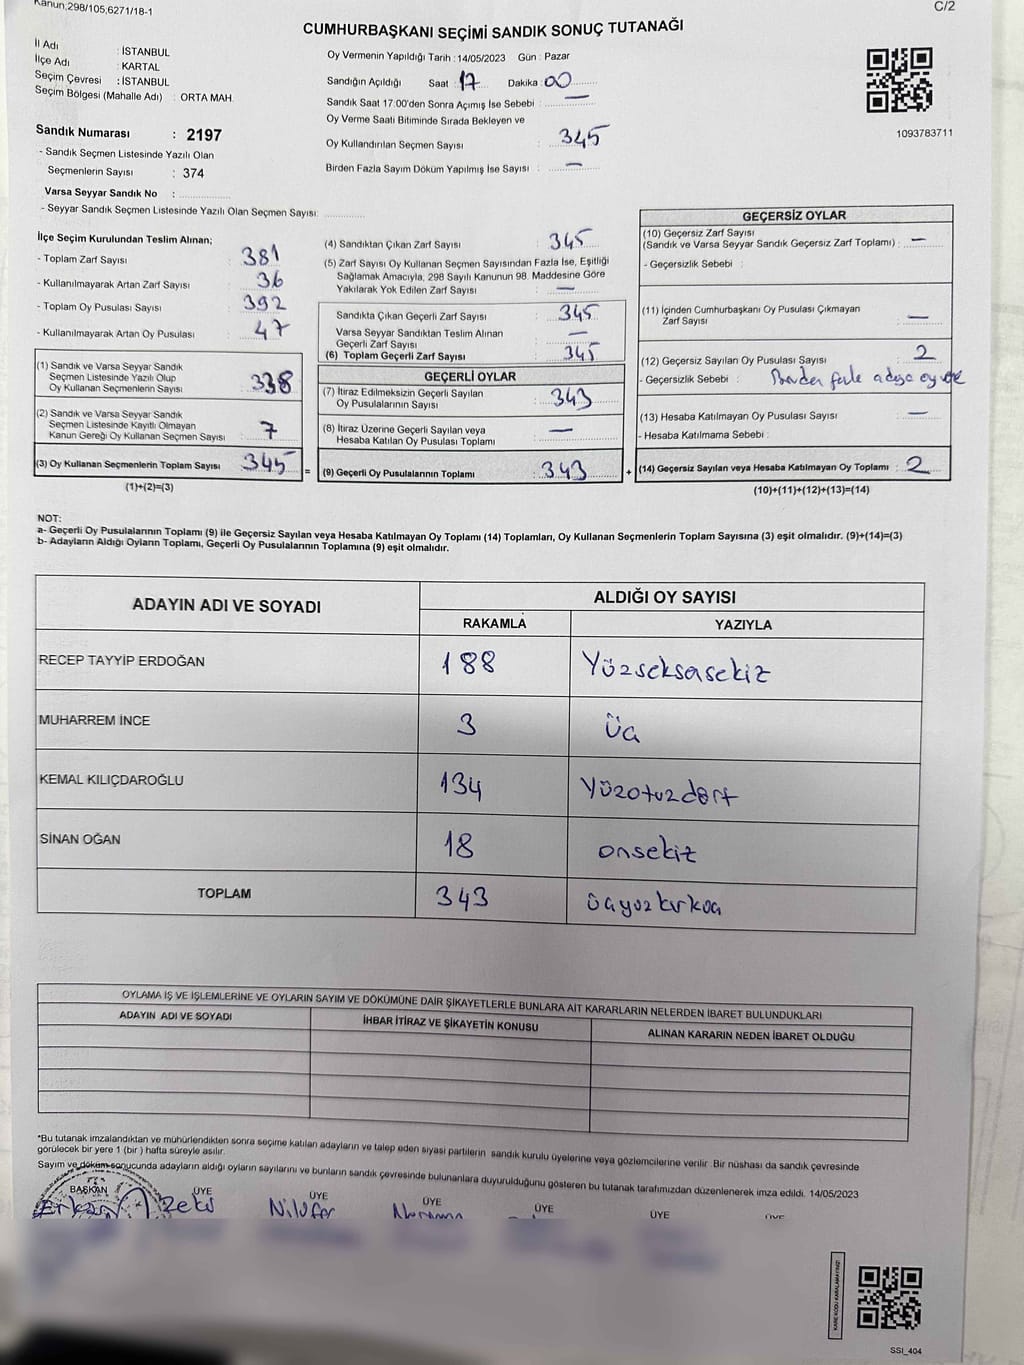 Kanun,298/105,6271/18-1
C/2
CUMHURBAŞKANI SEÇİMİ SANDIK SONUÇ TUTANAĞI
İl Adı : İSTANBUL
İlçe Adı : KARTAL
Seçim Çevresi : İSTANBUL
Seçim Bölgesi (Mahalle Adı) : ORTA MAH.
Oy Vermenin Yapıldığı Tarih : 14/05/2023 Gün : Pazar
Sandığın Açıldığı Saat : 17 Dakika : 00
Sandık Saat 17:00'den Sonra Açımış İse Sebebi : —
Oy Verme Saati Bitiminde Sırada Bekleyen ve
Oy Kullandırılan Seçmen Sayısı : 345
Birden Fazla Sayım Döküm Yapılmış İse Sayısı : —
1093783711
Sandık Numarası : 2197
- Sandık Seçmen Listesinde Yazılı Olan
Seçmenlerin Sayısı : 374
Varsa Seyyar Sandık No :
- Seyyar Sandık Seçmen Listesinde Yazılı Olan Seçmen Sayısı:
İlçe Seçim Kurulundan Teslim Alınan;
- Toplam Zarf Sayısı : 381
- Kullanılmayarak Artan Zarf Sayısı : 36
- Toplam Oy Pusulası Sayısı : 392
- Kullanılmayarak Artan Oy Pusulası : 47
(1) Sandık ve Varsa Seyyar Sandık
Seçmen Listesinde Yazılı Olup
Oy Kullanan Seçmenlerin Sayısı : 338
(2) Sandık ve Varsa Seyyar Sandık
Seçmen Listesinde Kayıtlı Olmayan
Kanun Gereği Oy Kullanan Seçmen Sayısı : 7
(3) Oy Kullanan Seçmenlerin Toplam Sayısı : 345 =
(1)+(2)=(3)
(4) Sandıktan Çıkan Zarf Sayısı : 345
(5) Zarf Sayısı Oy Kullanan Seçmen Sayısından Fazla İse, Eşitliği
Sağlamak Amacıyla, 298 Sayılı Kanunun 98. Maddesine Göre
Yakılarak Yok Edilen Zarf Sayısı : —
Sandıkta Çıkan Geçerli Zarf Sayısı : 345
Varsa Seyyar Sandıktan Teslim Alınan
Geçerli Zarf Sayısı : —
(6) Toplam Geçerli Zarf Sayısı : 345
GEÇERLİ OYLAR
(7) İtiraz Edilmeksizin Geçerli Sayılan
Oy Pusulalarının Sayısı : 343
(8) İtiraz Üzerine Geçerli Sayılan veya
Hesaba Katılan Oy Pusulası Toplamı : —
(9) Geçerli Oy Pusulalarının Toplamı : 343 +
GEÇERSİZ OYLAR
(10) Geçersiz Zarf Sayısı
(Sandık ve Varsa Seyyar Sandık Geçersiz Zarf Toplamı) : —
- Geçersizlik Sebebi :
(11) İçinden Cumhurbaşkanı Oy Pusulası Çıkmayan
Zarf Sayısı : —
(12) Geçersiz Sayılan Oy Pusulası Sayısı : 2
- Geçersizlik Sebebi :
(13) Hesaba Katılmayan Oy Pusulası Sayısı : —
- Hesaba Katılmama Sebebi :
(14) Geçersiz Sayılan veya Hesaba Katılmayan Oy Toplamı : 2
(10)+(11)+(12)+(13)=(14)
NOT:
a- Geçerli Oy Pusulalarının Toplamı (9) ile Geçersiz Sayılan veya Hesaba Katılmayan Oy Toplamı (14) Toplamları, Oy Kullanan Seçmenlerin Toplam Sayısına (3) eşit olmalıdır. (9)+(14)=(3)
b- Adayların Aldığı Oyların Toplamı, Geçerli Oy Pusulalarının Toplamına (9) eşit olmalıdır.
ADAYIN ADI VE SOYADI ALDIĞI OY SAYISI
RAKAMLA YAZIYLA
RECEP TAYYİP ERDOĞAN 188 Yüzseksasekiz
MUHARREM İNCE 3 üa
KEMAL KILIÇDAROĞLU 134 Yüzotuzdört
SİNAN OĞAN 18 onsekiz
TOPLAM 343
OYLAMA İŞ VE İŞLEMLERİNE VE OYLARIN SAYIM VE DÖKÜMÜNE DAİR ŞİKAYETLERLE BUNLARA AİT KARARLARIN NELERDEN İBARET BULUNDUKLARI
ADAYIN ADI VE SOYADI İHBAR İTİRAZ VE ŞİKAYETİN KONUSU ALINAN KARARIN NEDEN İBARET OLDUĞU
*Bu tutanak imzalandıktan ve mühürlendikten sonra seçime katılan adayların ve talep eden siyasi partilerin sandık kurulu üyelerine veya gözlemcilerine verilir. Bir nüshası da sandık çevresinde
görülecek bir yere 1 (bir) hafta süreyle asılır.
Sayım ve döküm sonucunda adayların aldığı oyların sayılarını ve bunların sandık çevresinde bulunanlara duyurulduğunu gösteren bu tutanak tarafımızdan düzenlenerek imza edildi. 14/05/2023
BAŞKAN ÜYE ÜYE ÜYE ÜYE ÜYE ÜYE
Erkan Zeki Nilüfer
KARE KODU KARALAMAYINIZ!
SSI_404